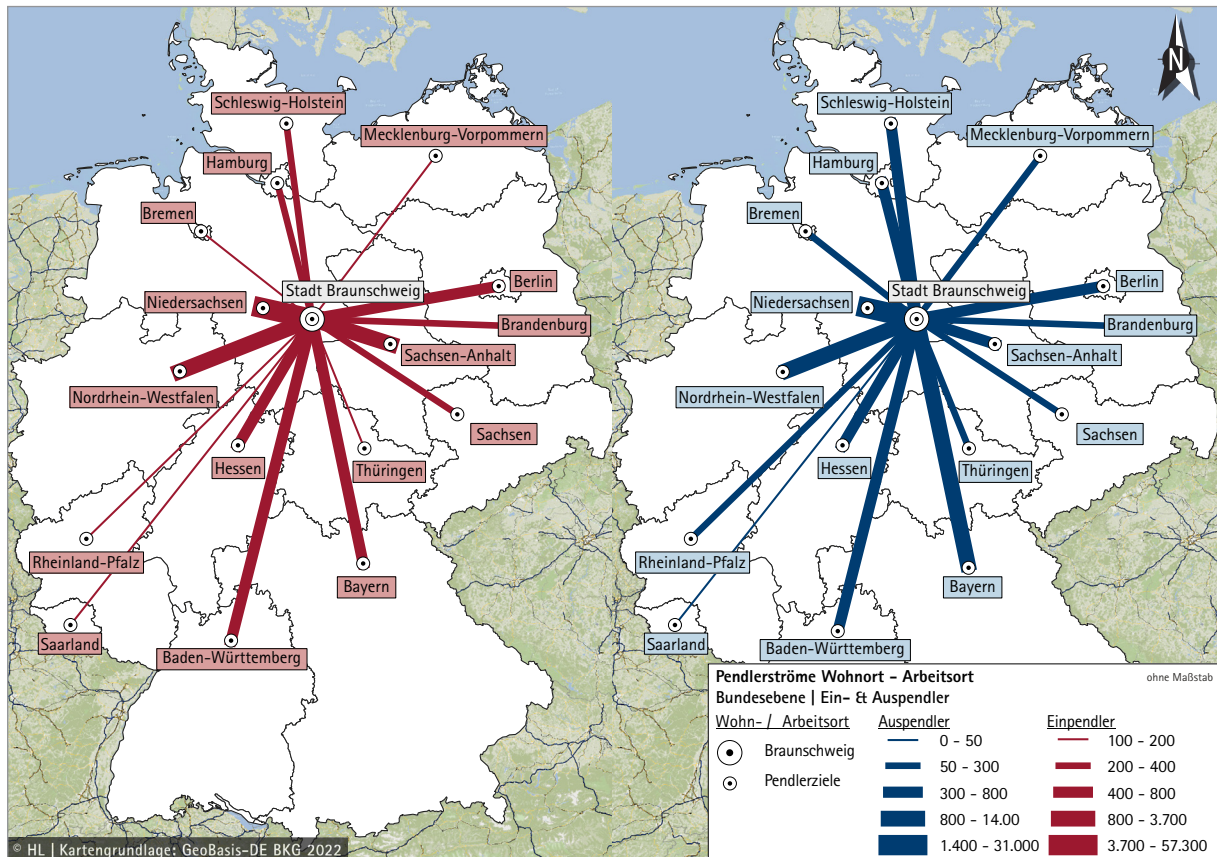 Schleswig-Holstein
Mecklenburg-Vorpommern
Hamburg
Bremen
Stadt Braunschweig
Berlin
Niedersachsen
Brandenburg
Sachsen-Anhalt
Nordrhein-Westfalen
Sachsen
Hessen
Thüringen
Rheinland-Pfalz
Bayern
Saarland
Baden-Württemberg
© HL | Kartengrundlage: GeoBasis-DE BKG 2022
N
Schleswig-Holstein
Mecklenburg-Vorpommern
Hamburg
Bremen
Stadt Braunschweig
Berlin
Niedersachsen
Brandenburg
Sachsen-Anhalt
Nordrhein-Westfalen
Sachsen
Hessen
Thüringen
Rheinland-Pfalz
Bayern
Saarland
Baden-Württemberg
Pendlerströme Wohnort - Arbeitsort
ohne Maßstab
Bundesebene | Ein- & Auspendler
Wohn- / Arbeitsort
Braunschweig
Pendlerziele
Auspendler
0 - 50
50 - 300
300 - 800
800 - 14.00
1.400 - 31.000
Einpendler
100 - 200
200 - 400
400 - 800
800 - 3.700
3.700 - 57.300